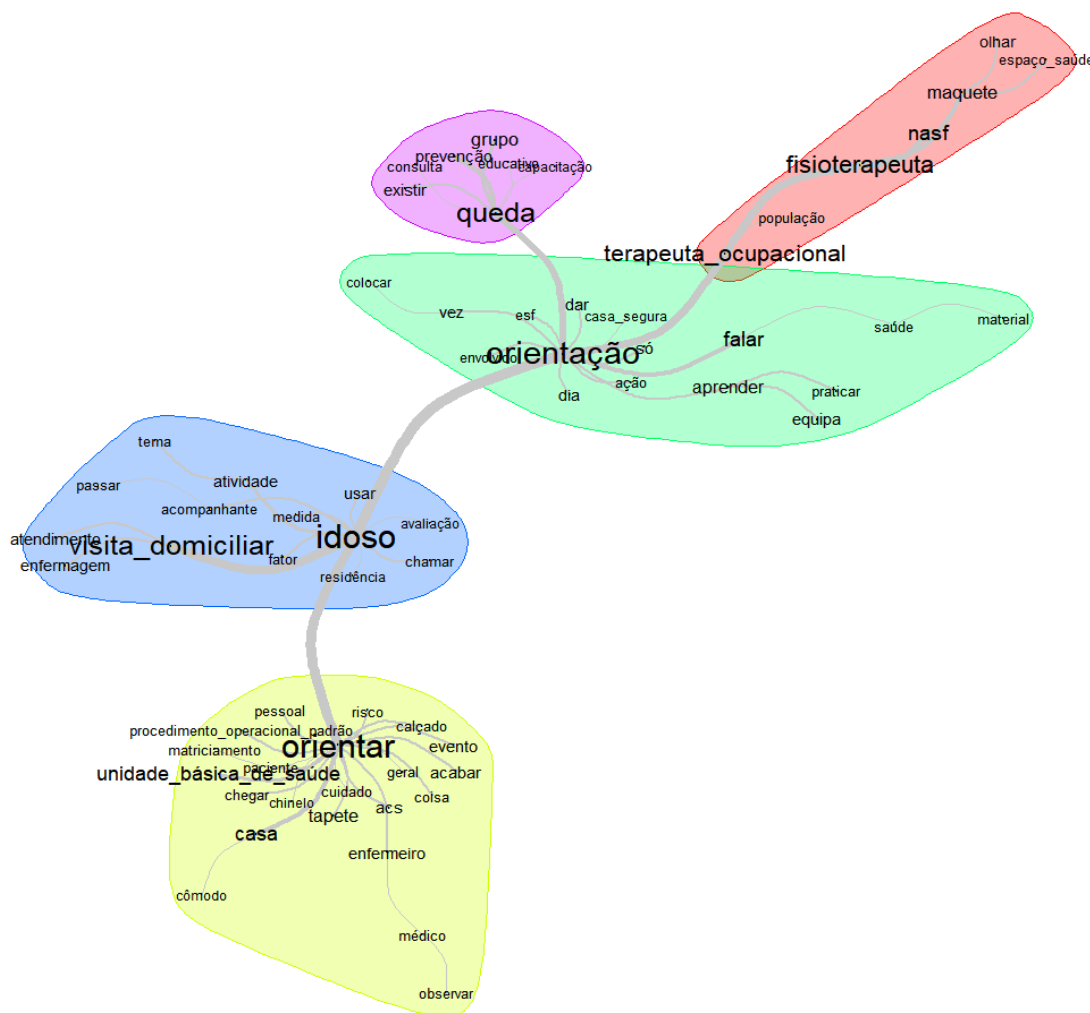 olhar
espaço_saúde
maquete
nasf
fisioterapeuta
população
terapeuta_ocupacional
grupo
prevenção
educativo
consulta
capacitação
existir
queda
colocar
dar
vez
esf
casa_segura
saúde
material
falar
só
orientação
envolvido
ação
aprender
praticar
dia
equipa
tema
atividade
passar
usar
acompanhante
medida
avaliação
atendimento
visita_domiciliar
idoso
fator
chamar
enfermagem
residência
pessoal
risco
procedimento_operacional_padrão
calçado
matriciamento
orientar
evento
paciente
unidade_básica_de_saúde
geral
acabar
chegar
cuidado
coisa
chinelo
tapete
acs
casa
enfermeiro
cômodo
médico
observar